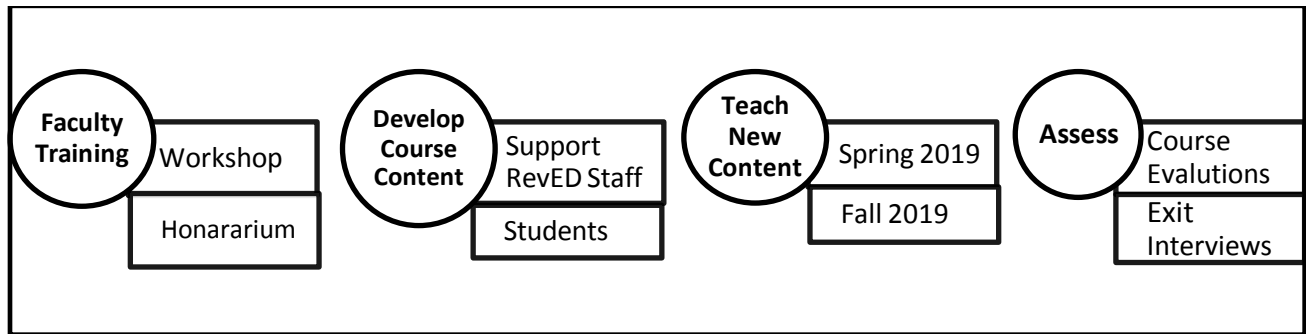 Faculty
Training
Workshop
Honararium
Develop
Course
Content
Support
RevED Staff
Students
Teach
New
Content
Spring 2019
Fall 2019
Assess
Course
Evalutions
Exit
Interviews